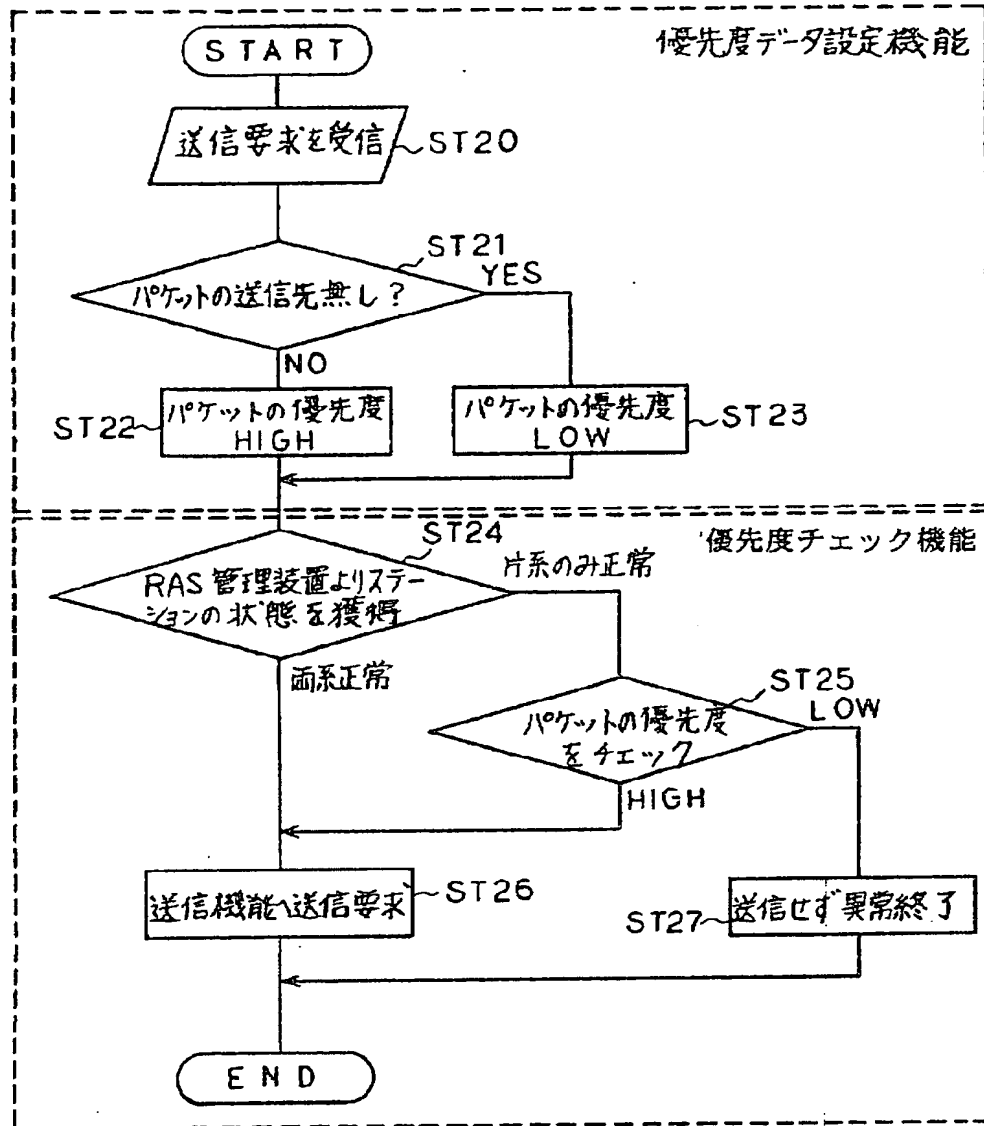 優先度データ設定機能
START
送信要求を受信
ST20
ST21
パケットの送信先無し?
YES
NO
ST22
パケットの優先度
HIGH
パケットの優先度
LOW
ST23
優先度チェック機能
ST24
RAS管理装置よりステー
ションの状態を獲得
片系のみ正常
両系正常
ST25
パケットの優先度
をチェック
LOW
HIGH
送信機能へ送信要求
ST26
ST27
送信せず異常終了
END